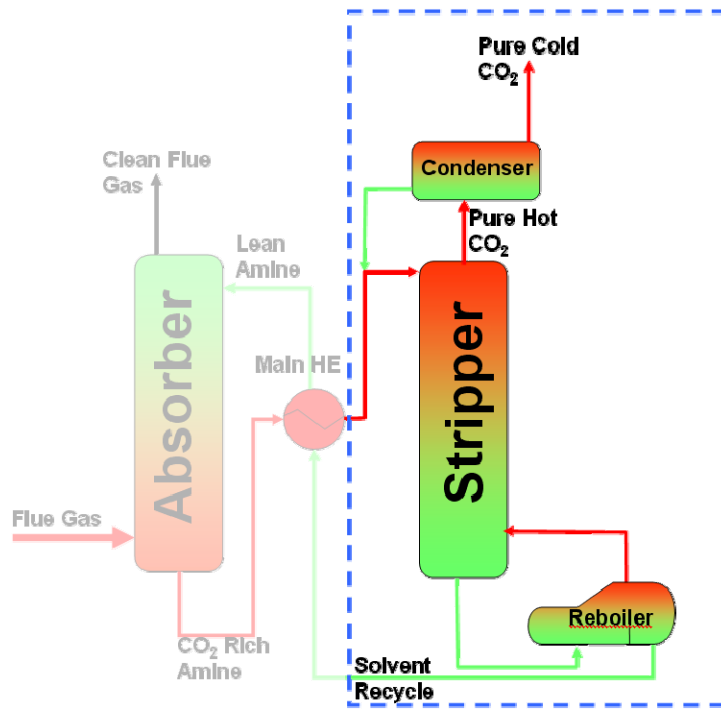 Pure Cold
CO₂
Condenser
Clean Flue
Gas
Pure Hot
CO₂
Lean
Amine
Absorber
Main HE
Stripper
Flue Gas
Reboiler
CO₂ Rich
Amine
Solvent
Recycle